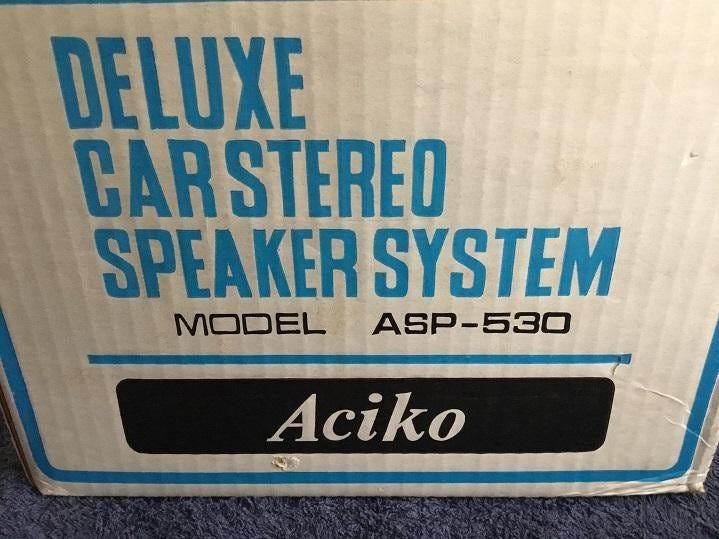 DELUXE
CAR STEREO
SPEAKER SYSTEM
MODEL ASP-530
Aciko